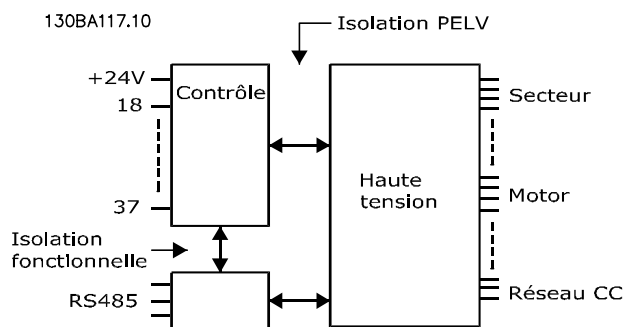 130BA117.10
Isolation PELV
+24V
18
37
Contrôle
Haute
tension
Secteur
Motor
Réseau CC
Isolation
fonctionnelle
RS485